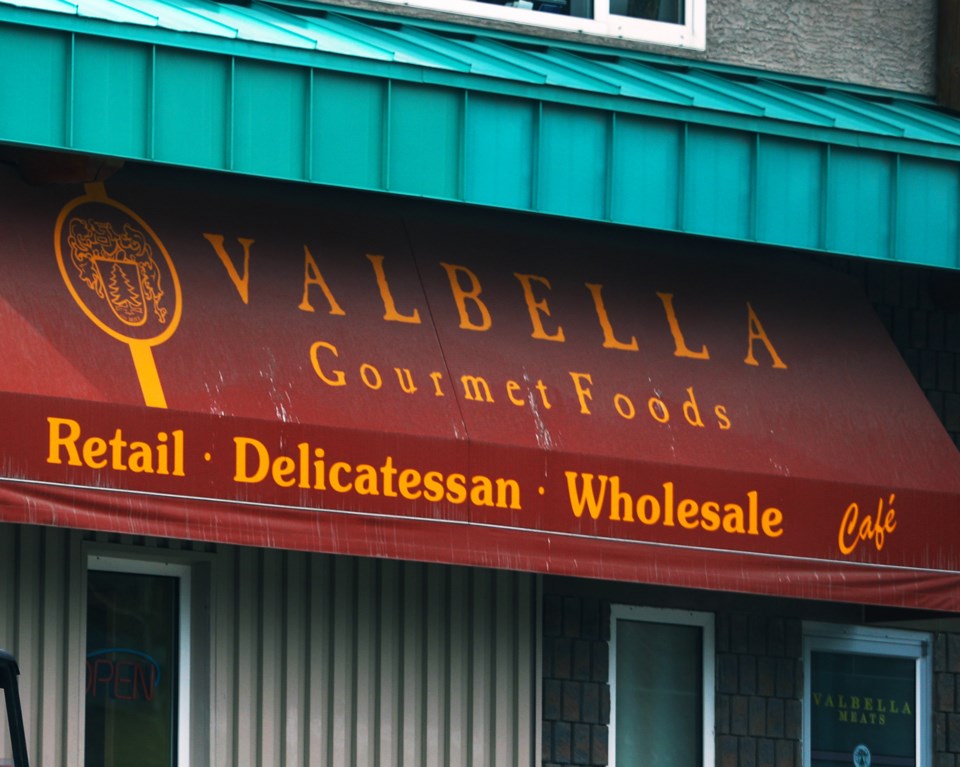 VALBELLA
Gourmet Foods
Retail · Delicatessan · Wholesale Café
OPEN
VALBELLA
MEATS